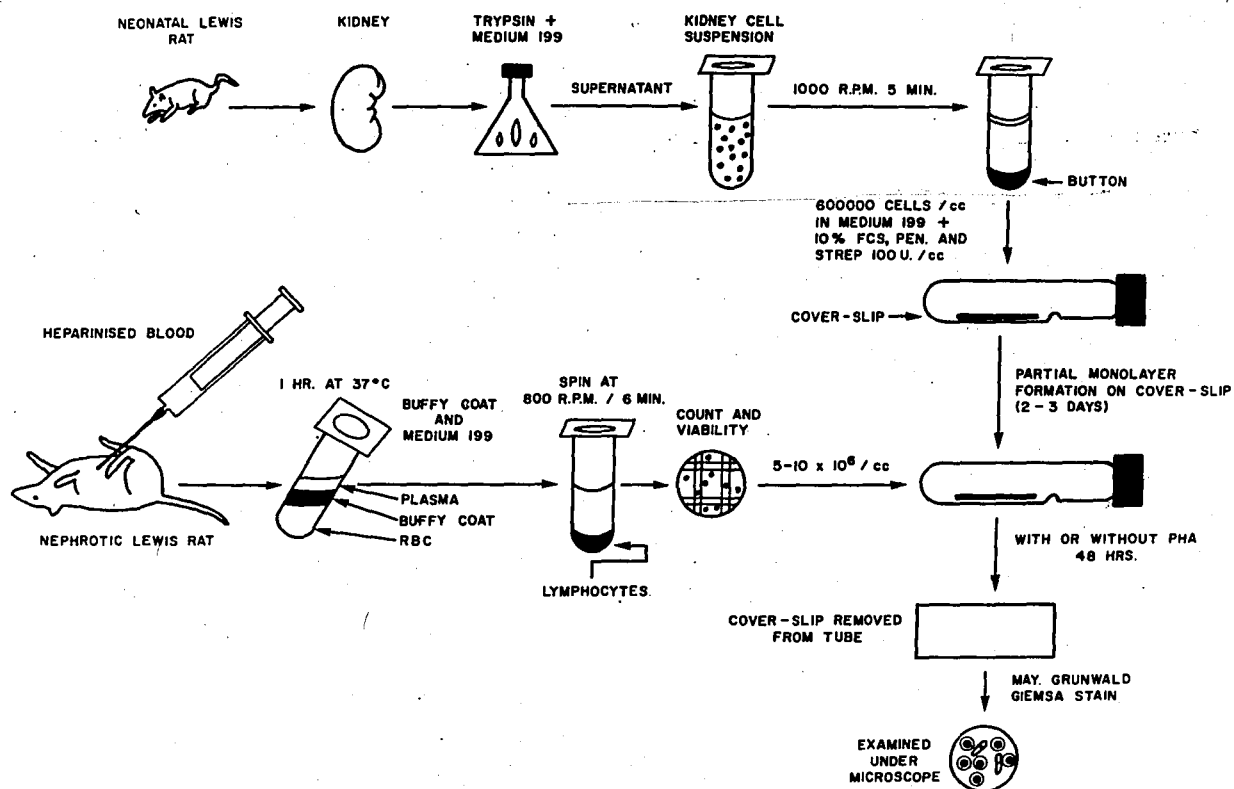 NEONATAL LEWIS
RAT
KIDNEY
TRYPSIN +
MEDIUM 199
SUPERNATANT
KIDNEY CELL
SUSPENSION
1000 R.P.M. 5 MIN.
BUTTON
600000 CELLS / cc
IN MEDIUM 199 +
10% FCS, PEN. AND
STREP 100 U. / cc
COVER-SLIP
PARTIAL MONOLAYER
FORMATION ON COVER-SLIP
(2-3 DAYS)
HEPARINISED BLOOD
NEPHROTIC LEWIS RAT
1 HR. AT 37°C
BUFFY COAT
AND
MEDIUM 199
PLASMA
BUFFY COAT
RBC
SPIN AT
800 R.P.M. / 6 MIN.
LYMPHOCYTES.
COUNT AND
VIABILITY
5-10 x 10⁶ / cc
WITH OR WITHOUT PHA
48 HRS.
COVER-SLIP REMOVED
FROM TUBE
MAY. GRUNWALD
GIEMSA STAIN
EXAMINED
UNDER
MICROSCOPE